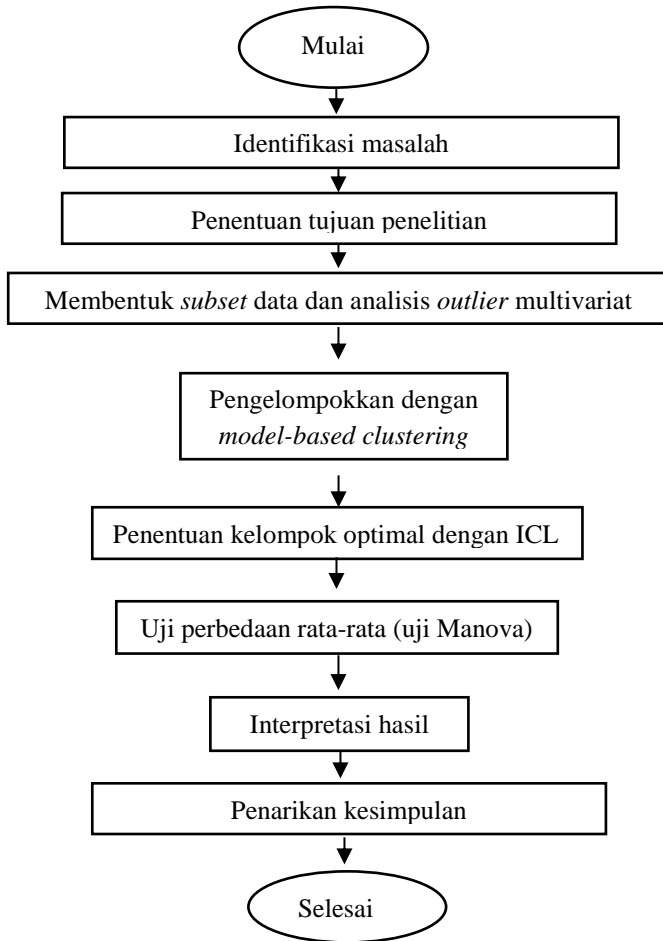 Mulai
Identifikasi masalah
Penentuan tujuan penelitian
Membentuk subset data dan analisis outlier multivariat
Pengelompokkan dengan
model-based clustering
Penentuan kelompok optimal dengan ICL
Uji perbedaan rata-rata (uji Manova)
Interpretasi hasil
Penarikan kesimpulan
Selesai